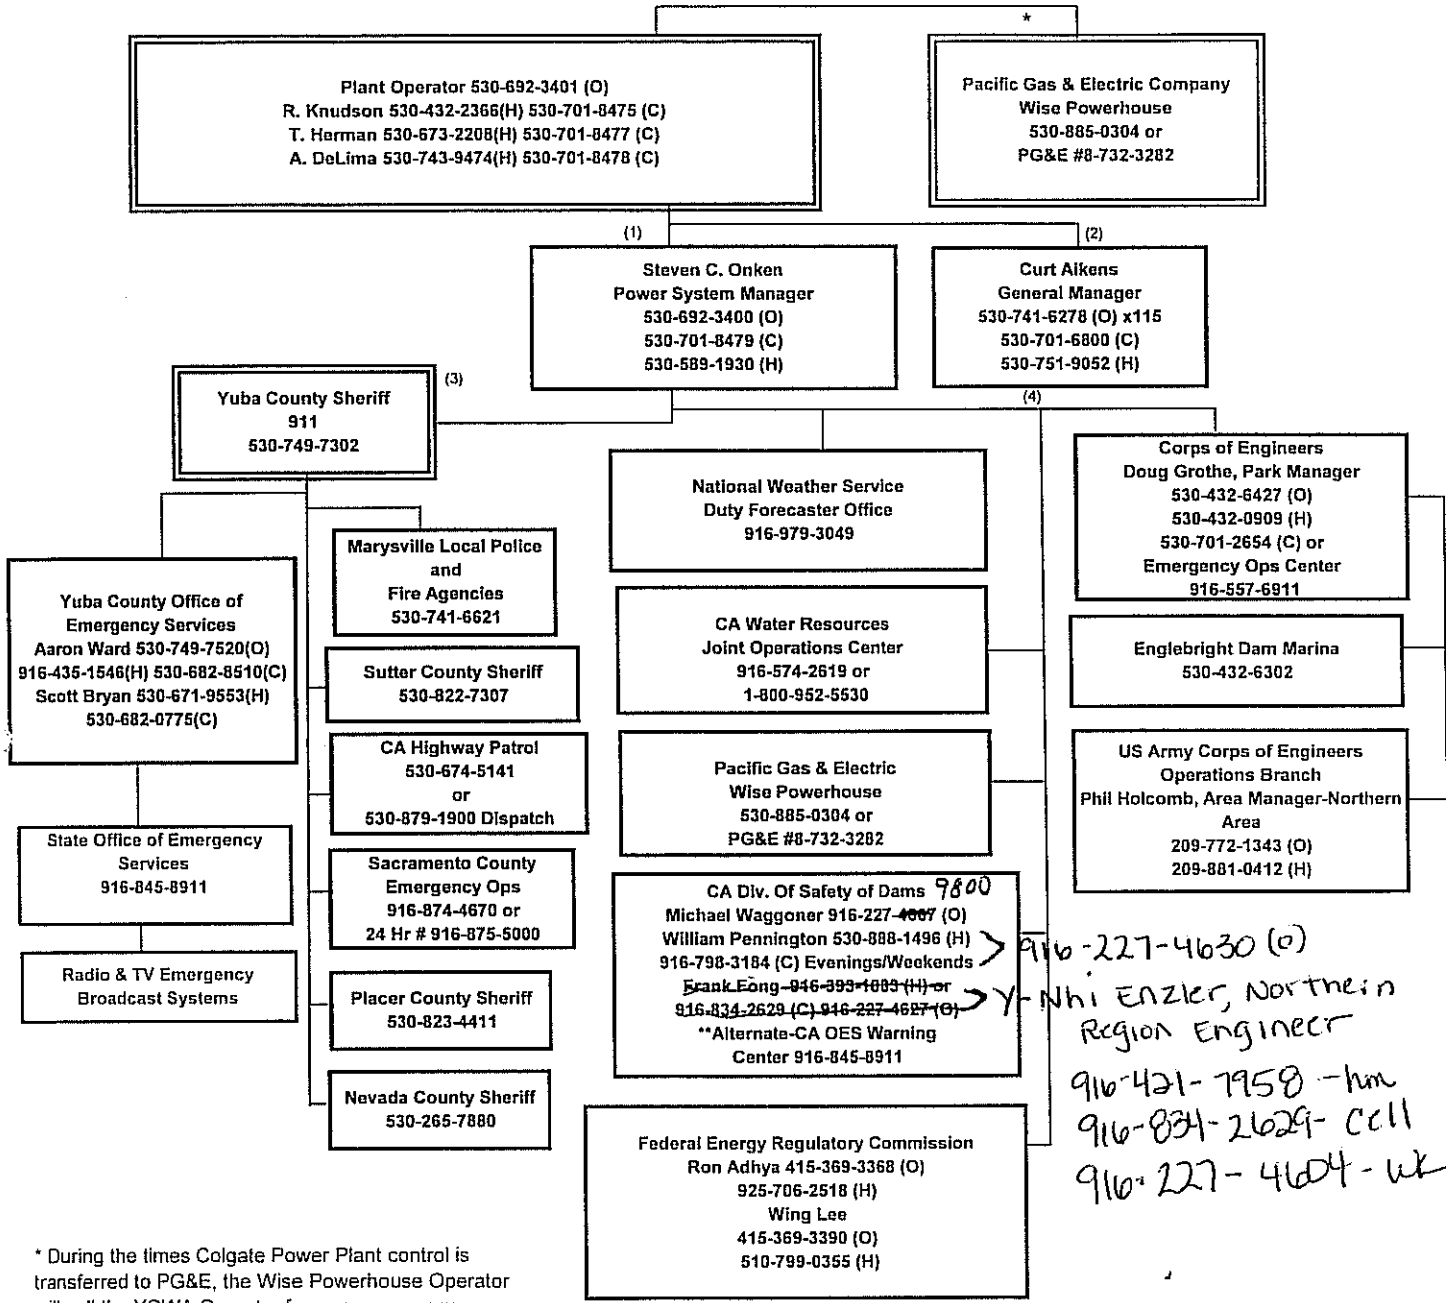 *
Plant Operator 530-692-3401 (O)
R. Knudson 530-432-2366(H) 530-701-8475 (C)
T. Herman 530-673-2208(H) 530-701-8477 (C)
A. DeLima 530-743-9474(H) 530-701-8478 (C)
Pacific Gas & Electric Company
Wise Powerhouse
530-885-0304 or
PG&E #8-732-3282
(1)
(2)
Steven C. Onken
Power System Manager
530-692-3400 (O)
530-701-8479 (C)
530-589-1930 (H)
Curt Aikens
General Manager
530-741-6278 (O) x115
530-701-6800 (C)
530-751-9052 (H)
(3)
(4)
Yuba County Sheriff
911
530-749-7302
Yuba County Office of
Emergency Services
Aaron Ward 530-749-7520(O)
916-435-1546(H) 530-682-8510(C)
Scott Bryan 530-671-9553(H)
530-682-0775(C)
State Office of Emergency
Services
916-845-8911
Radio & TV Emergency
Broadcast Systems
Marysville Local Police
and
Fire Agencies
530-741-6621
Sutter County Sheriff
530-822-7307
CA Highway Patrol
530-674-5141
or
530-879-1900 Dispatch
Sacramento County
Emergency Ops
916-874-4670 or
24 Hr # 916-875-5000
Placer County Sheriff
530-823-4411
Nevada County Sheriff
530-265-7880
National Weather Service
Duty Forecaster Office
916-979-3049
CA Water Resources
Joint Operations Center
916-574-2619 or
1-800-952-5530
Pacific Gas & Electric
Wise Powerhouse
530-885-0304 or
PG&E #8-732-3282
CA Div. Of Safety of Dams 9800
Michael Waggoner 916-227- (O)
William Pennington 530-888-1496 (H)
916-798-3184 (C) Evenings/Weekends
Frank Fong 916-393-1083 (H) or
916-834-2629 (C) 916-227-4627 (O)
**Alternate-CA OES Warning
Center 916-845-8911
916-227-4630 (O)
Y-Nhi Enzler, Northern
Region Engineer
916-421-7958 -hm
916-834-2629- Cell
916-227-4604-wk
Federal Energy Regulatory Commission
Ron Adhya 415-369-3368 (O)
925-706-2518 (H)
Wing Lee
415-369-3390 (O)
510-799-0355 (H)
Corps of Engineers
Doug Grothe, Park Manager
530-432-6427 (O)
530-432-0909 (H)
530-701-2654 (C) or
Emergency Ops Center
916-557-6911
Englebright Dam Marina
530-432-6302
US Army Corps of Engineers
Operations Branch
Phil Holcomb, Area Manager-Northern
Area
209-772-1343 (O)
209-881-0412 (H)
* During the times Colgate Power Plant control is
transferred to PG&E, the Wise Powerhouse Operator